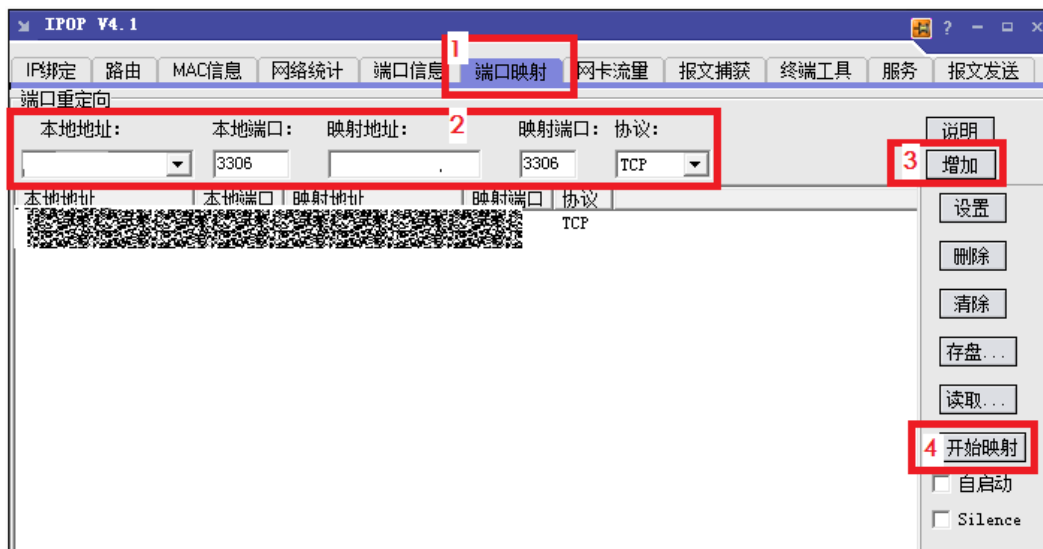 IPOP V4.1
?
1
IP绑定 路由 MAC信息 网络统计 端口信息 端口映射 网卡流量 报文捕获 终端工具 服务 报文发送
端口重定向
本地地址: 本地端口: 映射地址: 2 映射端口: 协议: 说明
3306 3306 TCP 3 增加
本地地址 本地端口 映射地址 映射端口 协议
设置
TCP
删除
清除
存盘...
读取...
4 开始映射
自启动
Silence